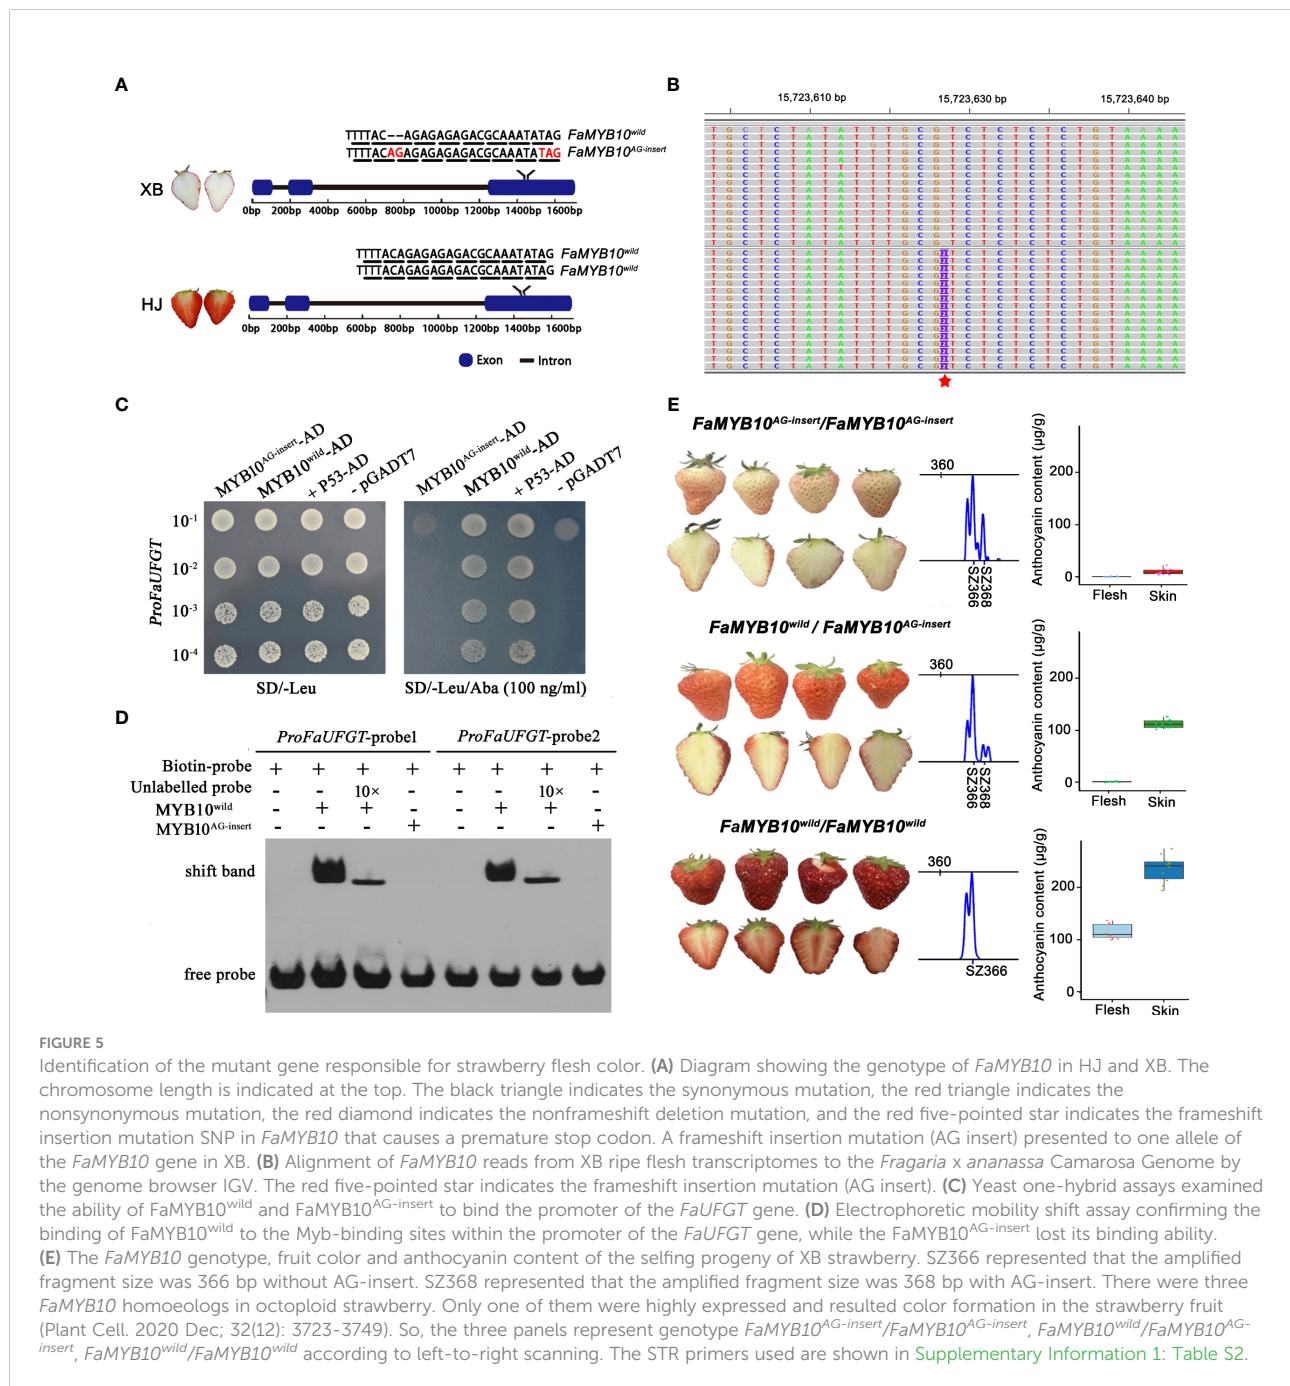 A
TTTTAC--AGAGAGAGACGCAAATATAG FaMYB10wild
TTTTACAGAGAGAGAGACGCAAATATAG FaMYB10AG-insert
XB
0bp 200bp 400bp 600bp 800bp 1000bp 1200bp 1400bp 1600bp
TTTTACAGAGAGAGACGCAAATATAG FaMYB10wild
TTTTACAGAGAGAGACGCAAATATAG FaMYB10wild
HJ
0bp 200bp 400bp 600bp 800bp 1000bp 1200bp 1400bp 1600bp
Exon Intron
B
15,723,610 bp 15,723,630 bp 15,723,640 bp
T G C T C T A T A T T T G C G T C T C T C T C T G T A A A A
C
MYB10AG-insert-AD MYB10wild-AD + P53-AD - pGADT7 MYB10AG-insert-AD MYB10wild-AD + P53-AD - pGADT7
ProFaUFGT
10-1
10-2
10-3
10-4
SD/-Leu SD/-Leu/Aba (100 ng/ml)
D
ProFaUFGT-probe1 ProFaUFGT-probe2
Biotin-probe + + + + + + + +
Unlabelled probe - - 10× - - - 10× -
MYB10wild - + + - - + + -
MYB10AG-insert - - - + - - - +
shift band
free probe
E
FaMYB10AG-insert/FaMYB10AG-insert
360
SZ366
SZ368
Anthocyanin content (μg/g)
200
100
0
Flesh Skin
FaMYB10wild / FaMYB10AG-insert
360
SZ366
SZ368
Anthocyanin content (μg/g)
200
100
0
Flesh Skin
FaMYB10wild/FaMYB10wild
360
SZ366
Anthocyanin content (μg/g)
200
100
0
Flesh Skin
FIGURE 5
Identification of the mutant gene responsible for strawberry flesh color. (A) Diagram showing the genotype of FaMYB10 in HJ and XB. The
chromosome length is indicated at the top. The black triangle indicates the synonymous mutation, the red triangle indicates the
nonsynonymous mutation, the red diamond indicates the nonframeshift deletion mutation, and the red five-pointed star indicates the frameshift
insertion mutation SNP in FaMYB10 that causes a premature stop codon. A frameshift insertion mutation (AG insert) presented to one allele of
the FaMYB10 gene in XB. (B) Alignment of FaMYB10 reads from XB ripe flesh transcriptomes to the Fragaria x ananassa Camarosa Genome by
the genome browser IGV. The red five-pointed star indicates the frameshift insertion mutation (AG insert). (C) Yeast one-hybrid assays examined
the ability of FaMYB10wild and FaMYB10AG-insert to bind the promoter of the FaUFGT gene. (D) Electrophoretic mobility shift assay confirming the
binding of FaMYB10wild to the Myb-binding sites within the promoter of the FaUFGT gene, while the FaMYB10AG-insert lost its binding ability.
(E) The FaMYB10 genotype, fruit color and anthocyanin content of the selfing progeny of XB strawberry. SZ366 represented that the amplified
fragment size was 366 bp without AG-insert. SZ368 represented that the amplified fragment size was 368 bp with AG-insert. There were three
FaMYB10 homoeologs in octoploid strawberry. Only one of them were highly expressed and resulted color formation in the strawberry fruit
(Plant Cell. 2020 Dec; 32(12): 3723-3749). So, the three panels represent genotype FaMYB10AG-insert/FaMYB10AG-insert, FaMYB10wild/FaMYB10AG-
insert, FaMYB10wild/FaMYB10wild according to left-to-right scanning. The STR primers used are shown in Supplementary Information 1: Table S2.